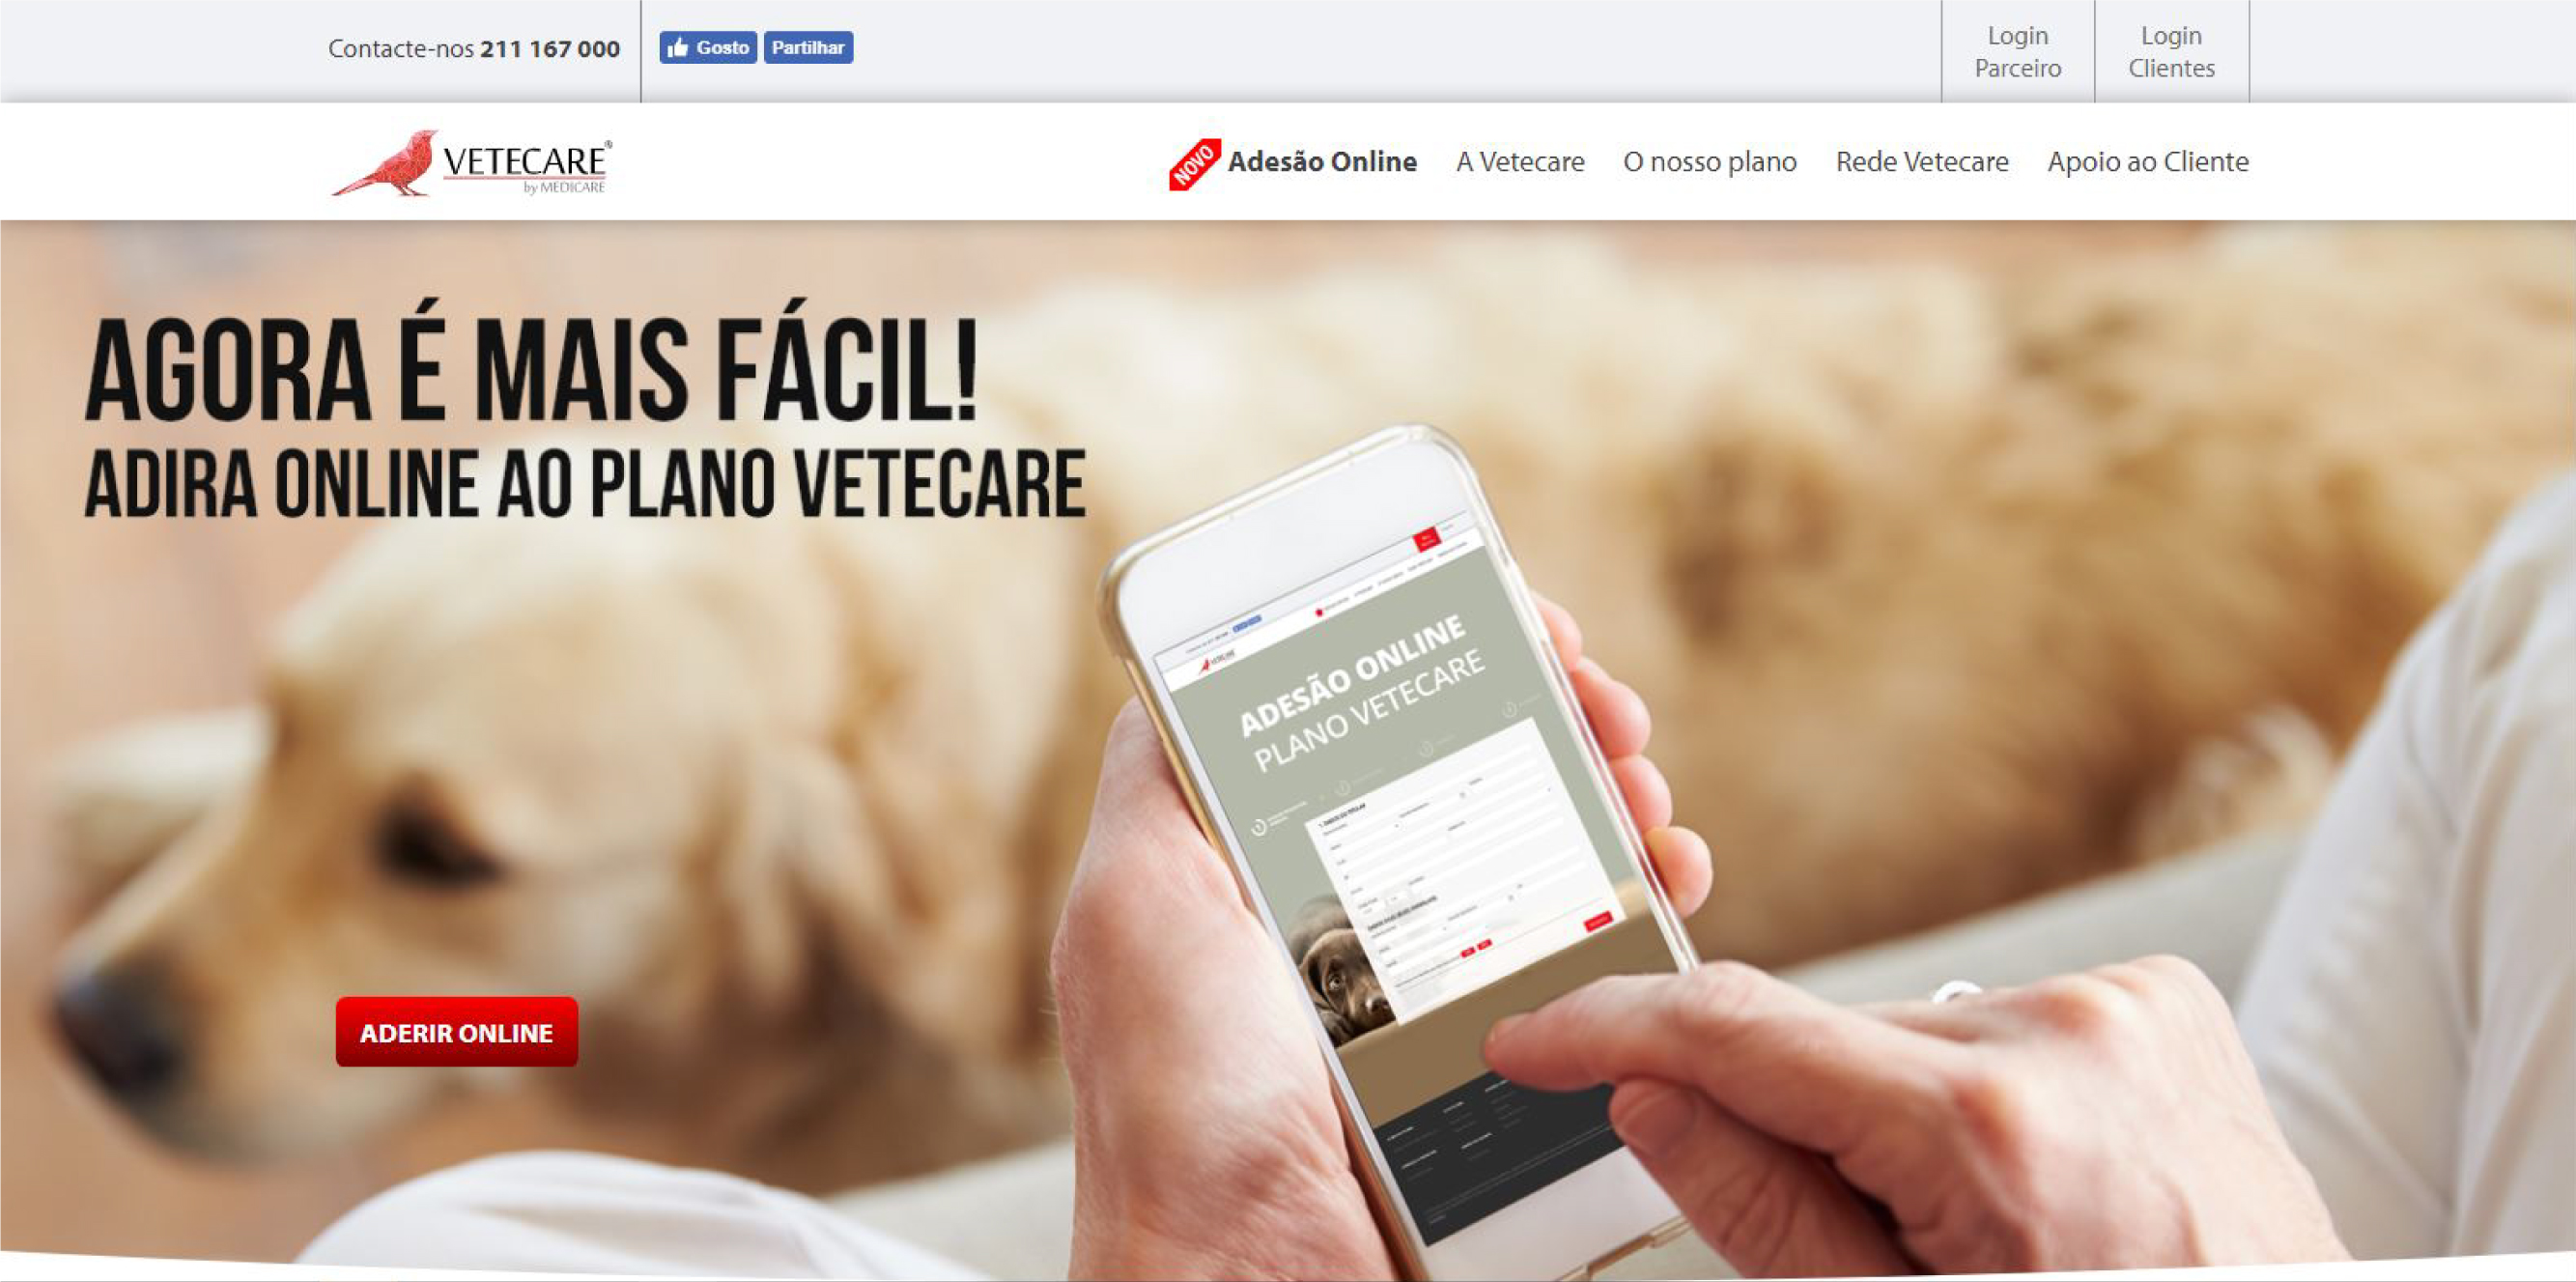 Contacte-nos 211 167 000
Gosto Partilhar
Login
Parceiro
Login
Clientes
VETECARE®
by MEDICARE
NOVO Adesão Online A Vetecare O nosso plano Rede Vetecare Apoio ao Cliente
AGORA É MAIS FÁCIL!
ADIRA ONLINE AO PLANO VETECARE
ADESÃO ONLINE
PLANO VETECARE
ADERIR ONLINE